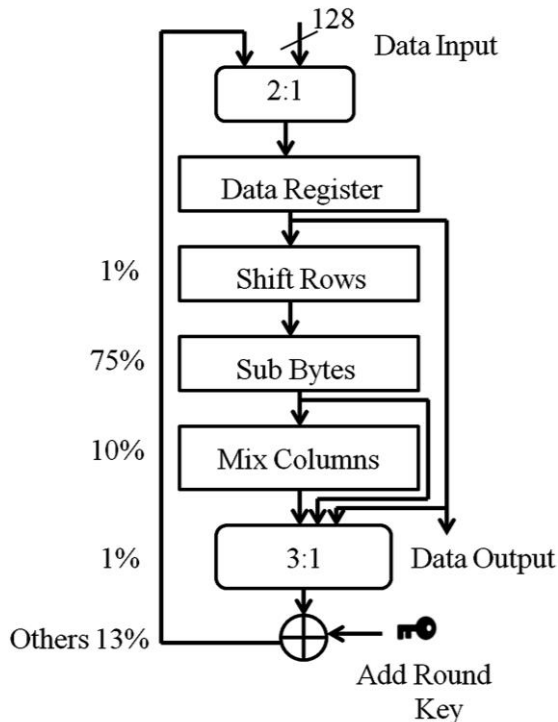 128
Data Input
2:1
Data Register
1%
Shift Rows
75%
Sub Bytes
10%
Mix Columns
1%
3:1
Data Output
Others 13%
Add Round
Key